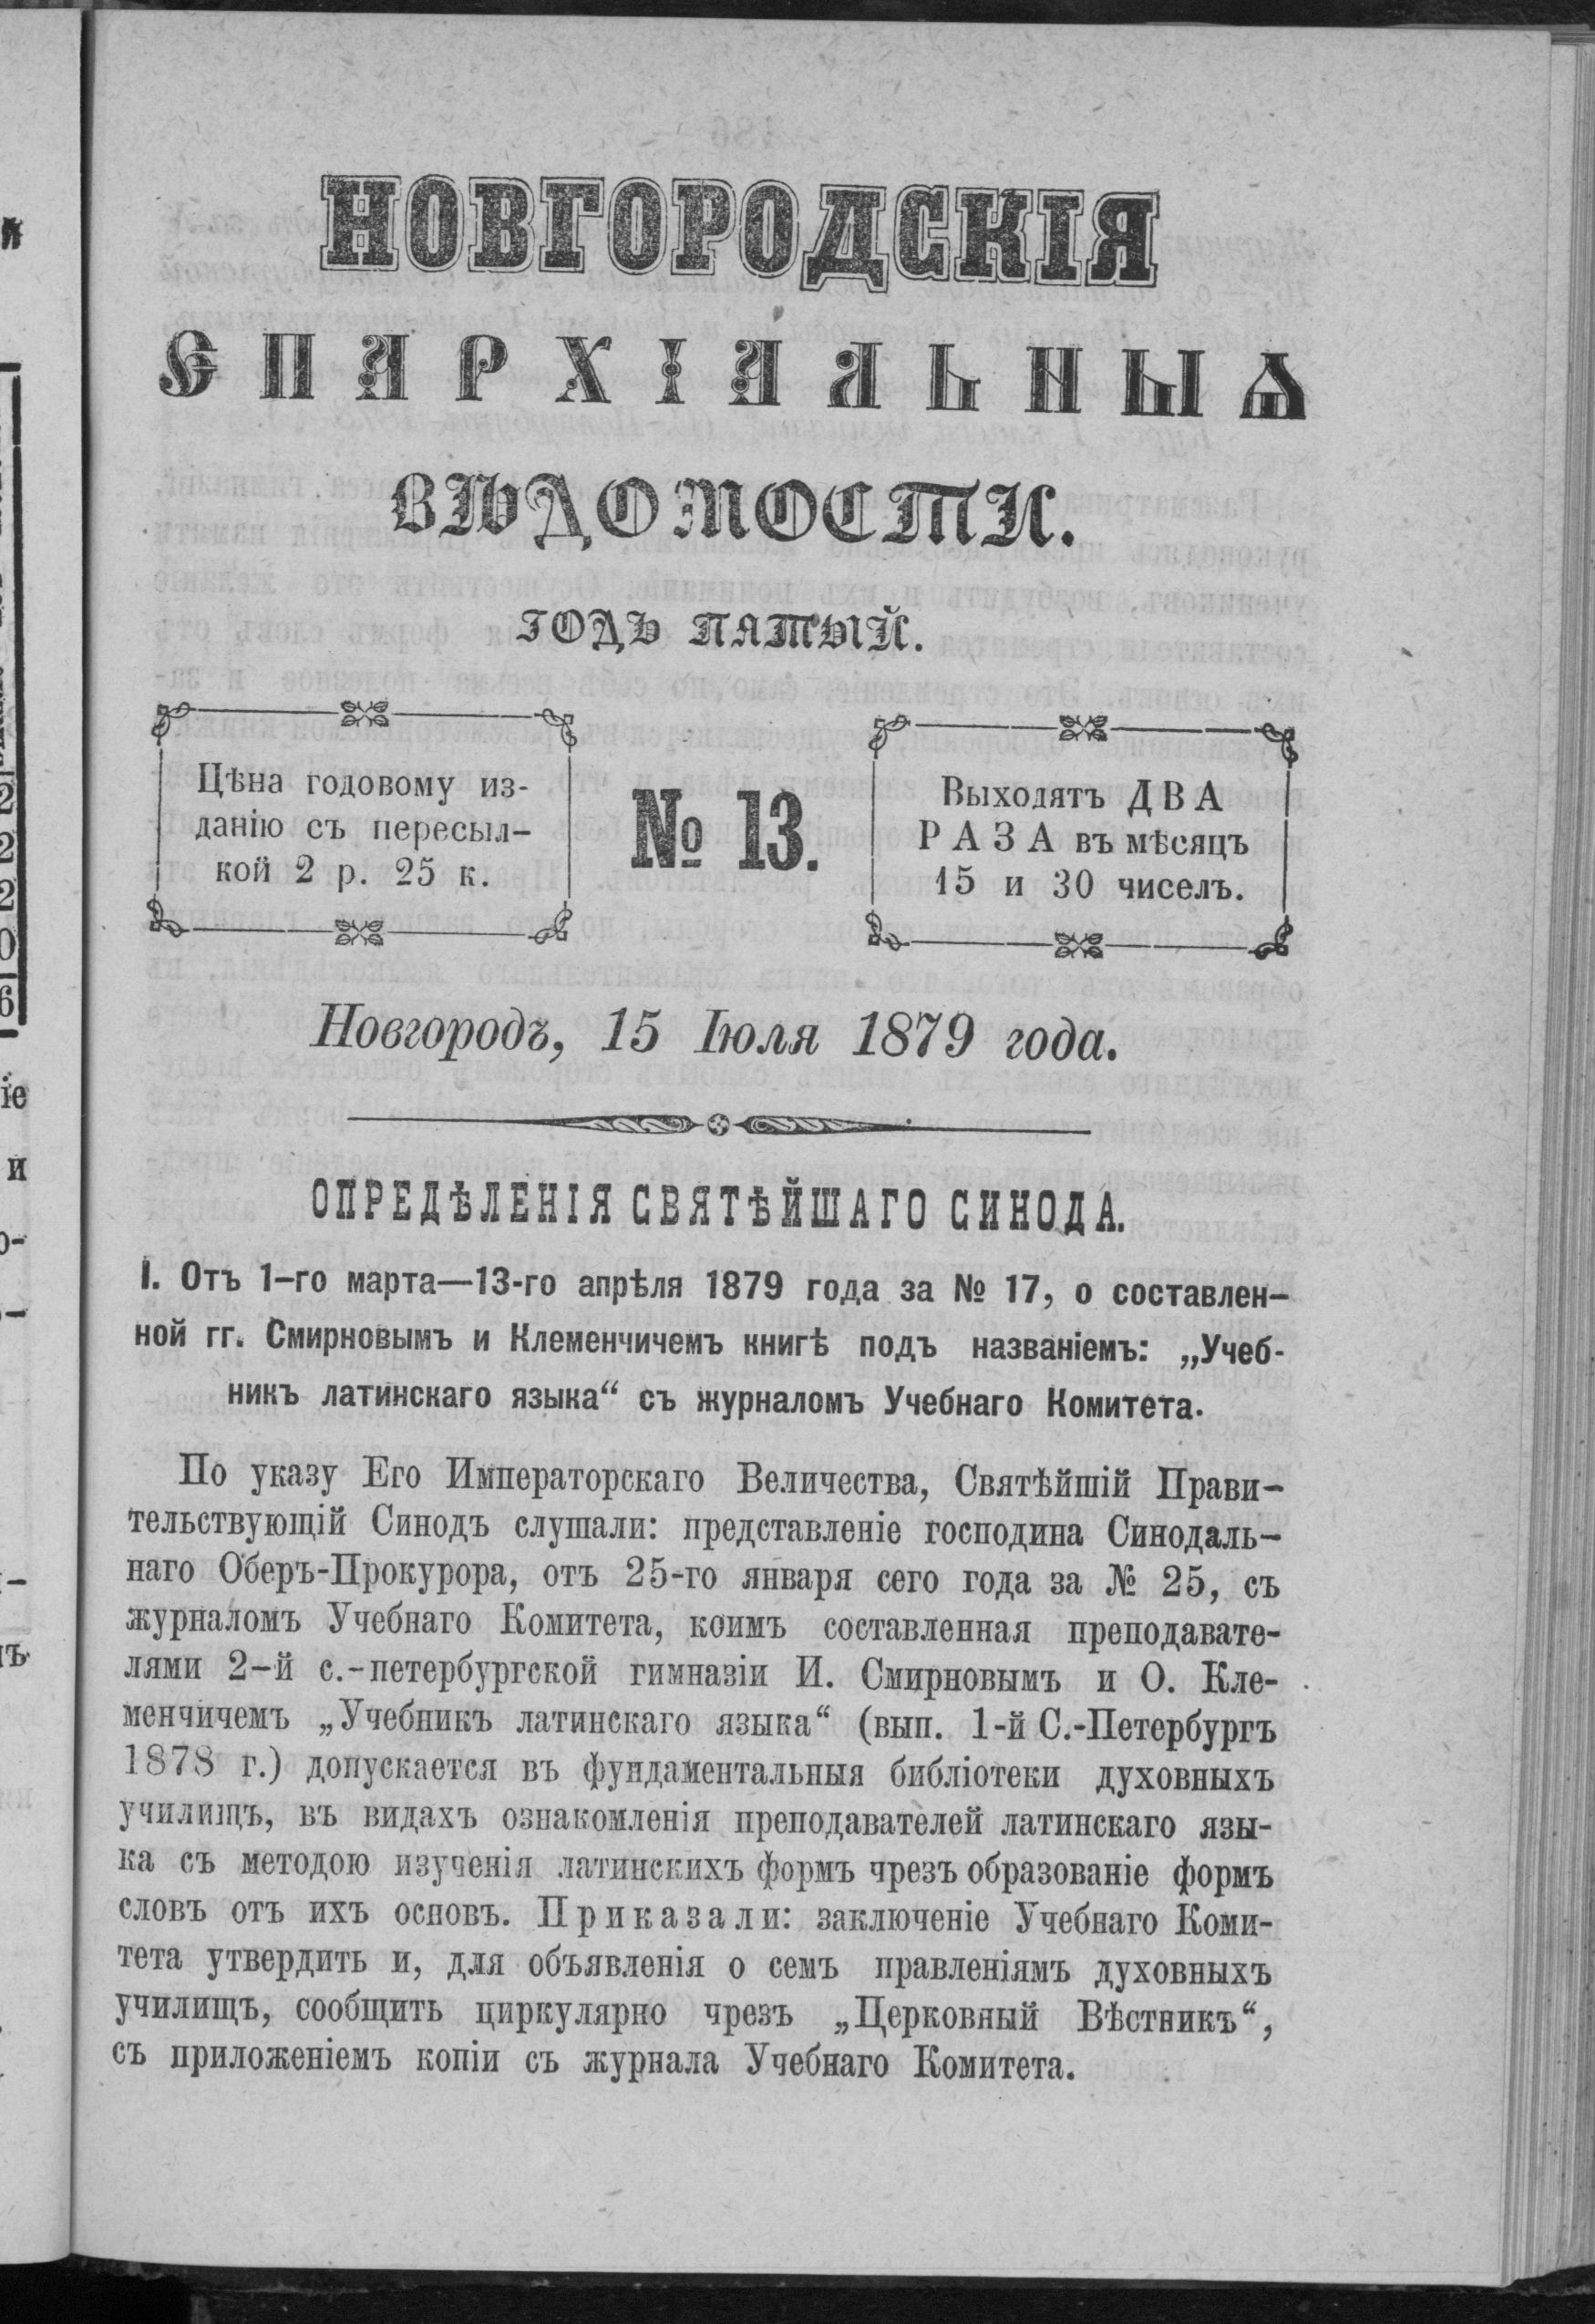 НОВГОРОДСКІЯ
ЄПАРХІАЛЬНЫѦ
ВѢДОМОСТИ.
ГОДЪ ПЯТЫЙ.
Цѣна годовому из-
данію съ пересыл-
кой 2 р. 25 к.
№ 13.
Выходятъ ДВА
РАЗА въ мѣсяцъ
15 и 30 чиселъ.
Новгородъ, 15 Іюля 1879 года.
ОПРЕДѢЛЕНІЯ СВЯТѢЙШАГО СИНОДА.
I. Отъ 1-го марта—13-го апрѣля 1879 года за № 17, о составлен-
ной гг. Смирновымъ и Клеменчичемъ книгѣ подъ названіемъ: „Учеб-
никъ латинскаго языка“ съ журналомъ Учебнаго Комитета.
По указу Его Императорскаго Величества, Святѣйшій Прави-
тельствующій Синодъ слушали: представленіе господина Синодаль-
наго Оберъ-Прокурора, отъ 25-го января сего года за № 25, съ
журналомъ Учебнаго Комитета, коимъ составленная преподавате-
лями 2-й с.-петербургской гимназіи И. Смирновымъ и О. Кле-
менчичемъ „Учебникъ латинскаго языка“ (вып. 1-й С.-Петербургъ
1878 г.) допускается въ фундаментальныя библіотеки духовныхъ
училищъ, въ видахъ ознакомленія преподавателей латинскаго язы-
ка съ методою изученія латинскихъ формъ чрезъ образованіе формъ
словъ отъ ихъ основъ. Приказали: заключеніе Учебнаго Коми-
тета утвердить и, для объявленія о семъ правленіямъ духовныхъ
училищъ, сообщить циркулярно чрезъ „Церковный Вѣстникъ“,
съ приложеніемъ копіи съ журнала Учебнаго Комитета.